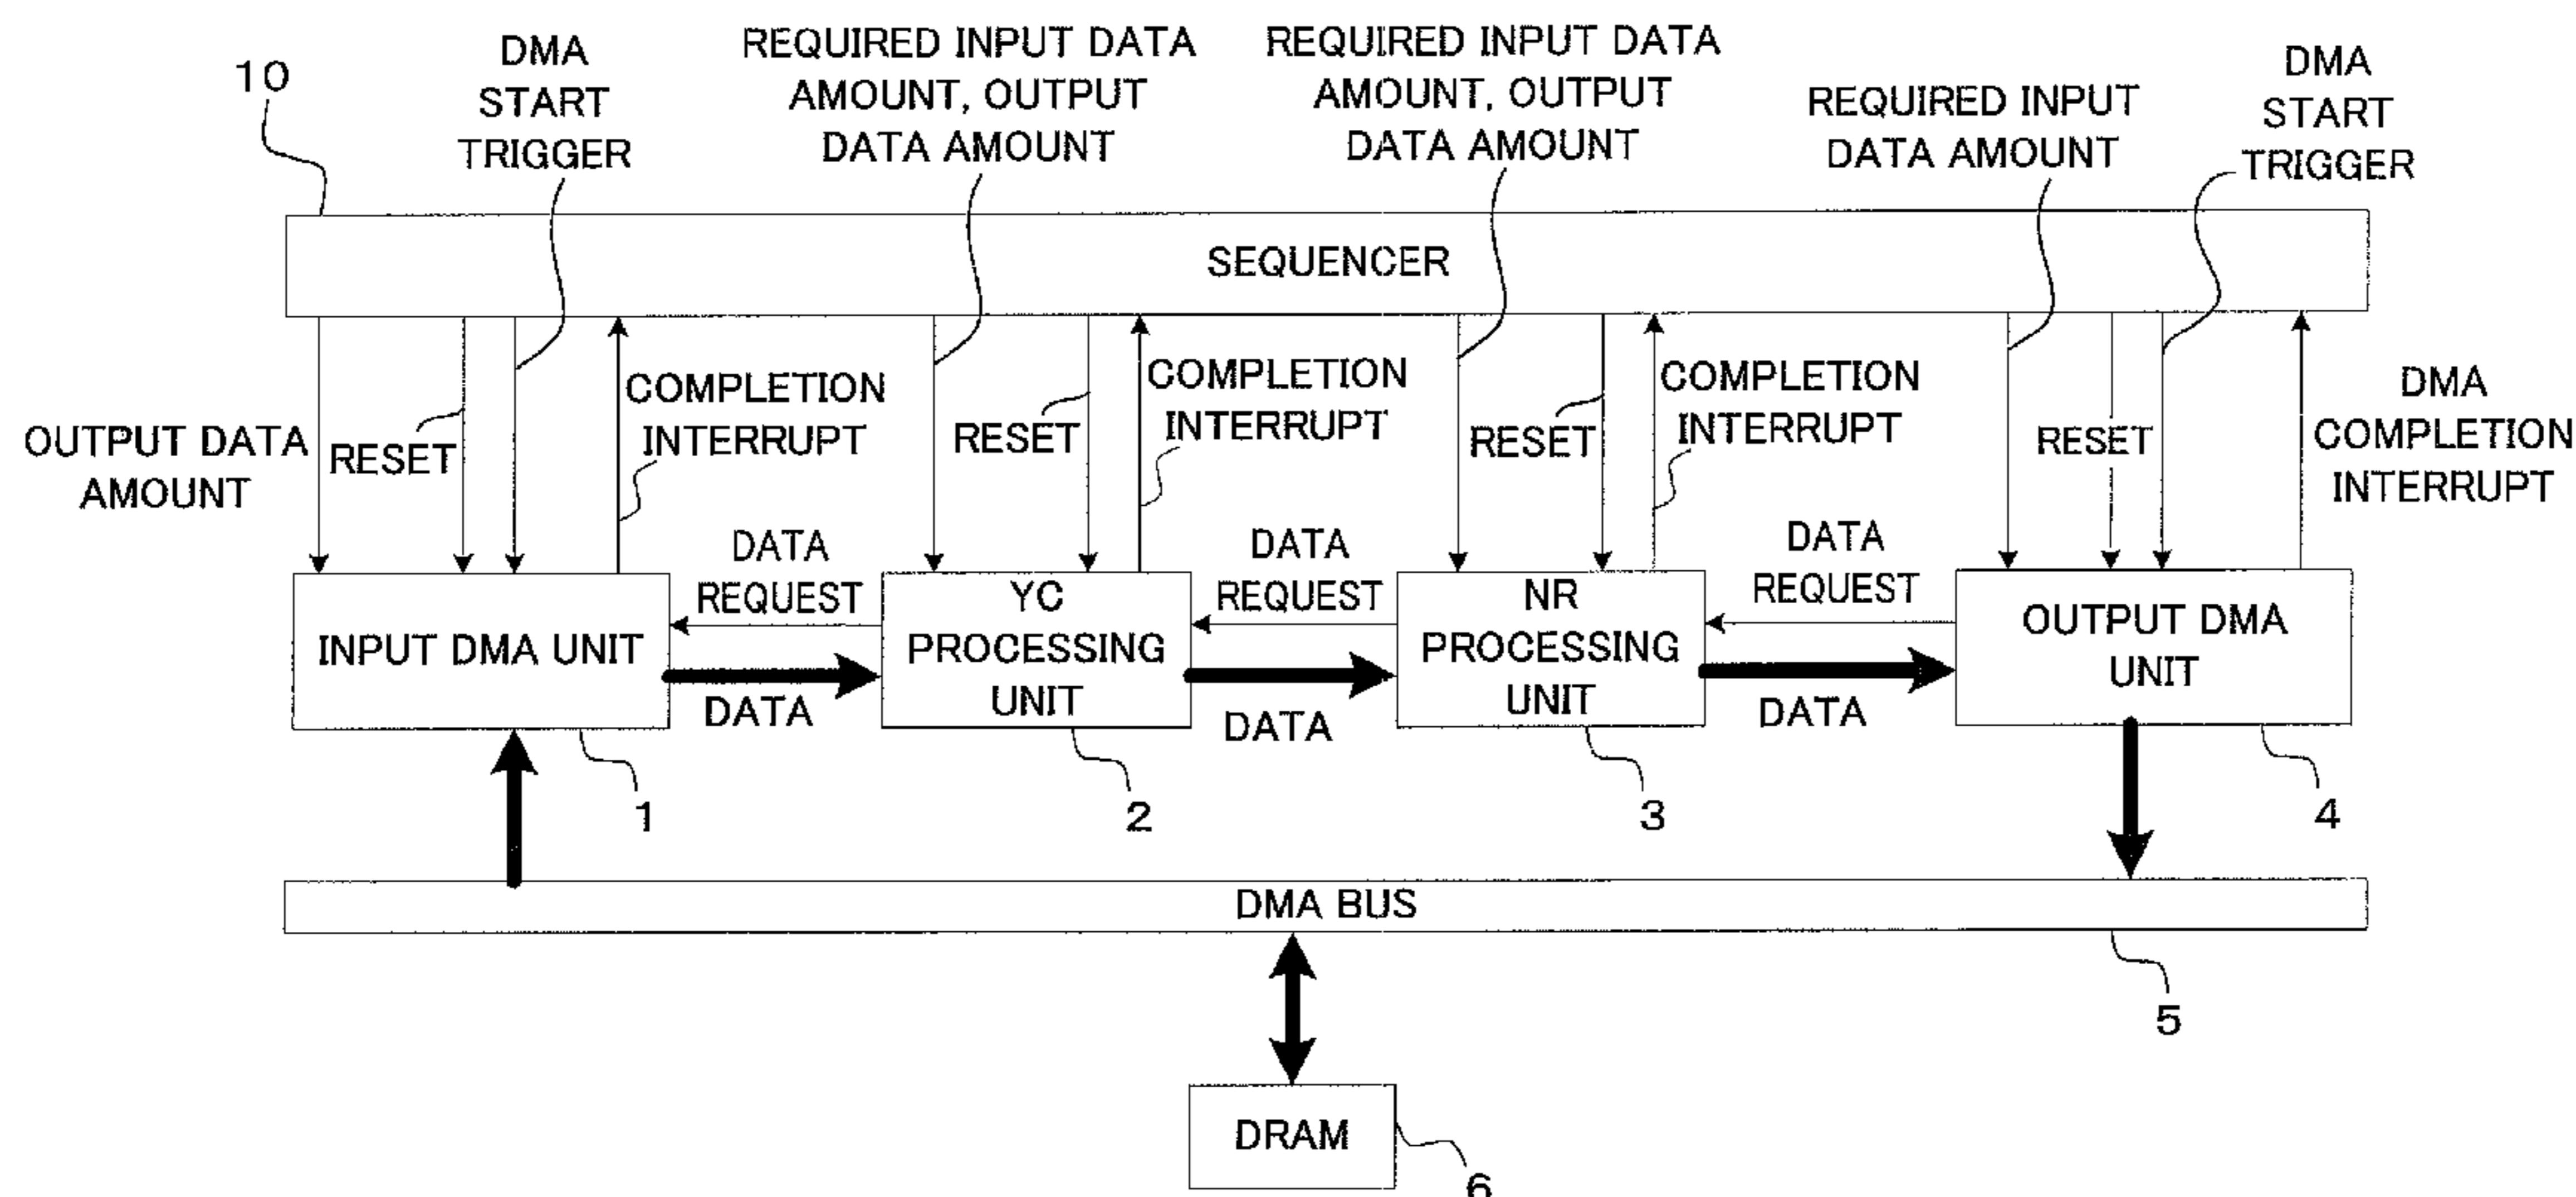 10
DMA
START
TRIGGER
REQUIRED INPUT DATA
AMOUNT, OUTPUT
DATA AMOUNT
REQUIRED INPUT DATA
AMOUNT, OUTPUT
DATA AMOUNT
REQUIRED INPUT
DATA AMOUNT
DMA
START
TRIGGER
SEQUENCER
OUTPUT DATA
AMOUNT
RESET
COMPLETION
INTERRUPT
RESET
COMPLETION
INTERRUPT
RESET
COMPLETION
INTERRUPT
RESET
DMA
COMPLETION
INTERRUPT
DATA
REQUEST
DATA
REQUEST
DATA
REQUEST
INPUT DMA UNIT
YC
PROCESSING
UNIT
NR
PROCESSING
UNIT
OUTPUT DMA
UNIT
DATA
DATA
DATA
1
2
3
4
DMA BUS
5
DRAM
6